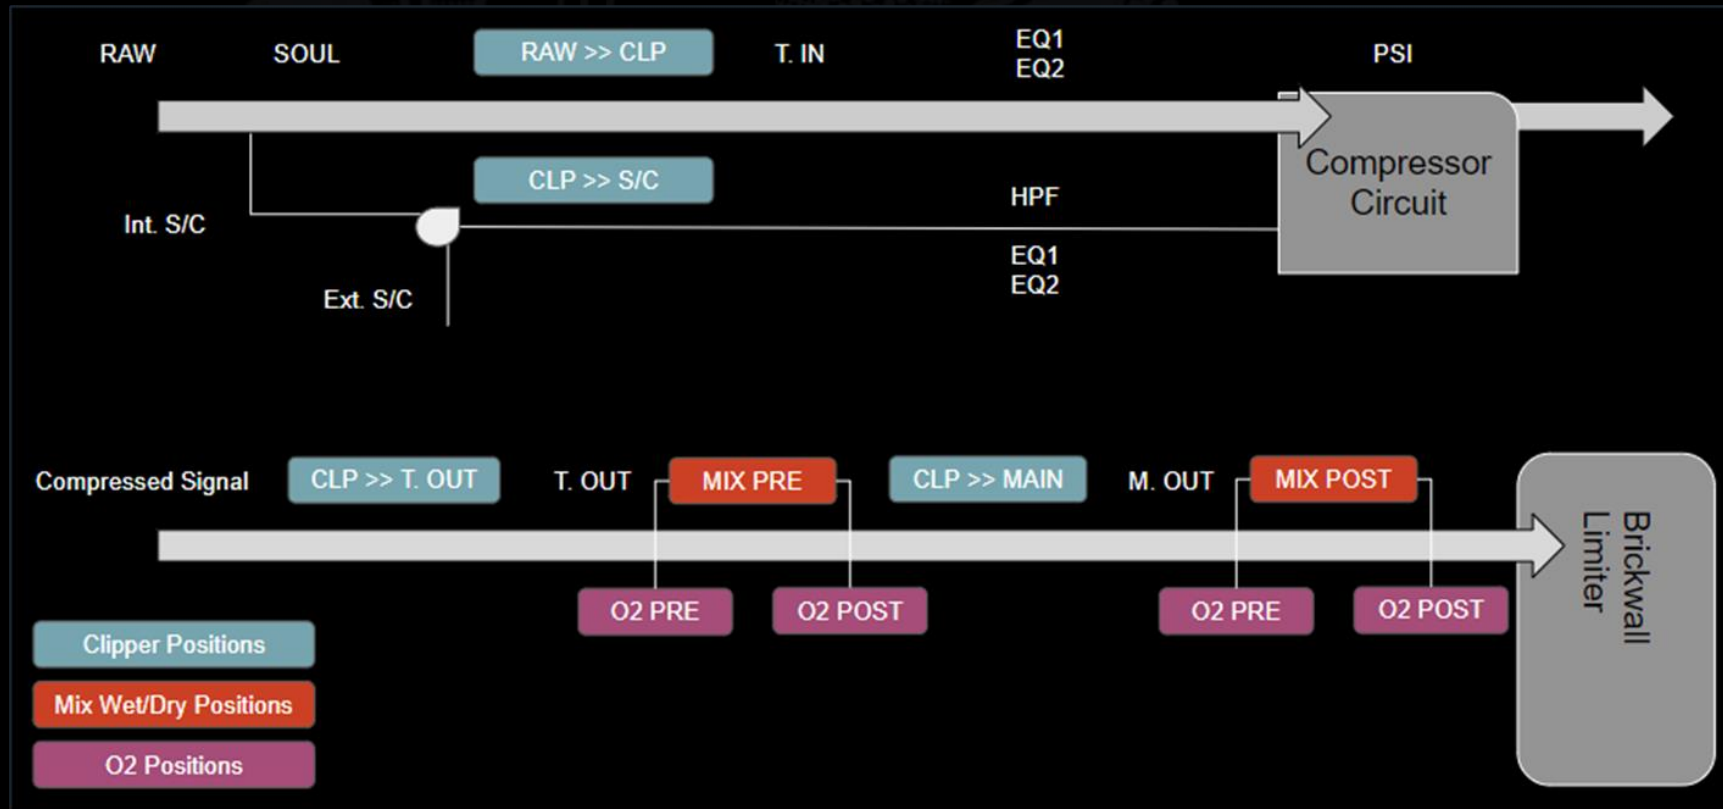 RAW
SOUL
RAW >> CLP
T. IN
EQ1
EQ2
PSI
CLP >> S/C
Compressor
Circuit
HPF
Int. S/C
EQ1
EQ2
Ext. S/C
Compressed Signal
CLP >> T. OUT
T. OUT
MIX PRE
CLP >> MAIN
M. OUT
MIX POST
Brickwall
Limiter
O2 PRE
O2 POST
O2 PRE
O2 POST
Clipper Positions
Mix Wet/Dry Positions
O2 Positions